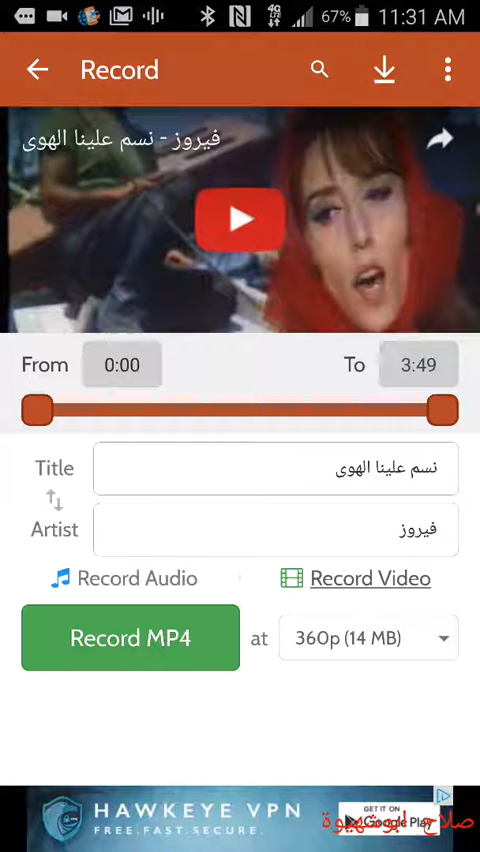 67% 11:31 AM
Record
فيروز - نسم علينا الهوى
From 0:00 To 3:49
Title نسم علينا الهوى
Artist فيروز
Record Audio Record Video
Record MP4 at 360p (14 MB)
HAWKEYE VPN
FREE.FAST.SECURE.
GET IT ON
Google Play
صلاح ابوشهيوة